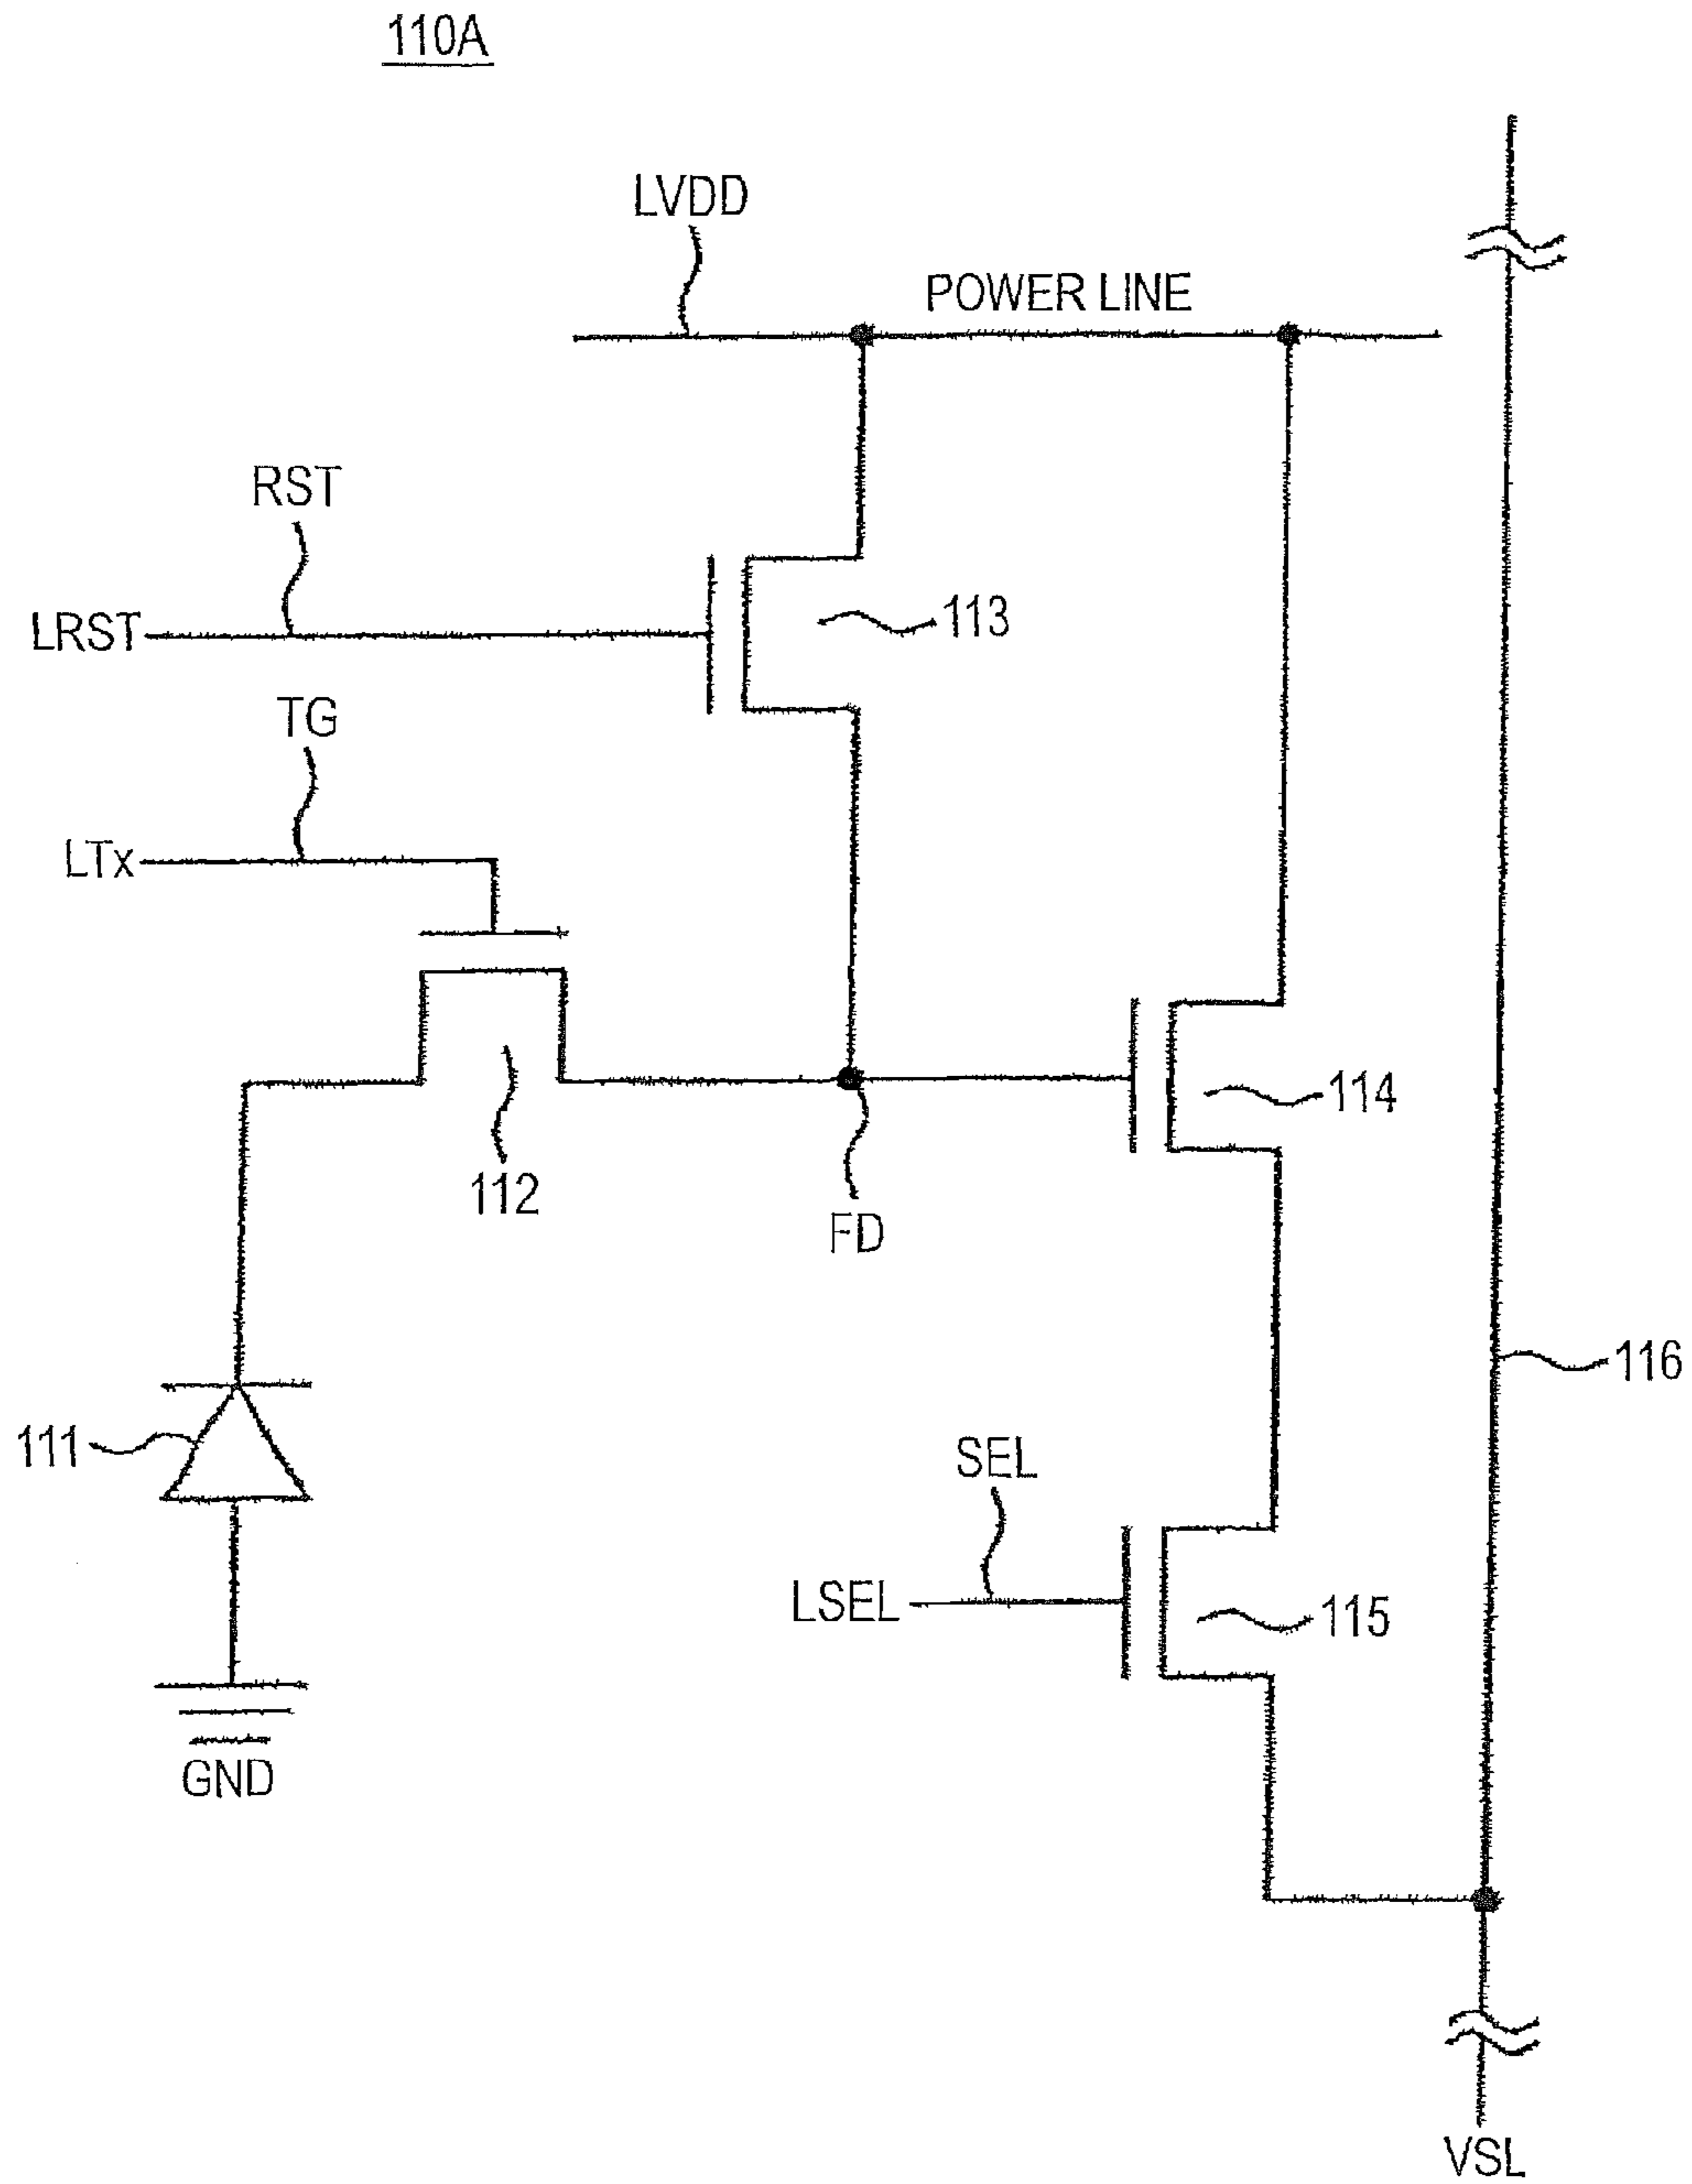 110A
LVDD
POWER LINE
RST
LRST
113
TG
LTx
114
112
FD
116
111
SEL
LSEL
115
GND
VSL